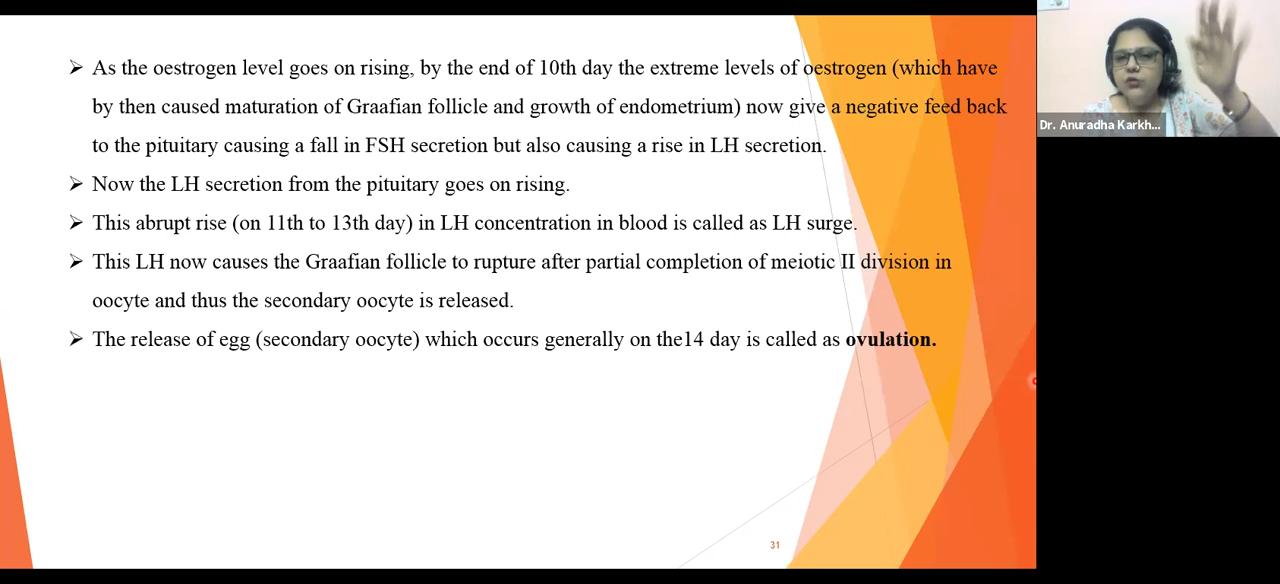 ➢ As the oestrogen level goes on rising, by the end of 10th day the extreme levels of oestrogen (which have
by then caused maturation of Graafian follicle and growth of endometrium) now give a negative feed back
to the pituitary causing a fall in FSH secretion but also causing a rise in LH secretion.
➢ Now the LH secretion from the pituitary goes on rising.
➢ This abrupt rise (on 11th to 13th day) in LH concentration in blood is called as LH surge.
➢ This LH now causes the Graafian follicle to rupture after partial completion of meiotic II division in
oocyte and thus the secondary oocyte is released.
➢ The release of egg (secondary oocyte) which occurs generally on the14 day is called as ovulation.
31
Dr. Anuradha Karkh...